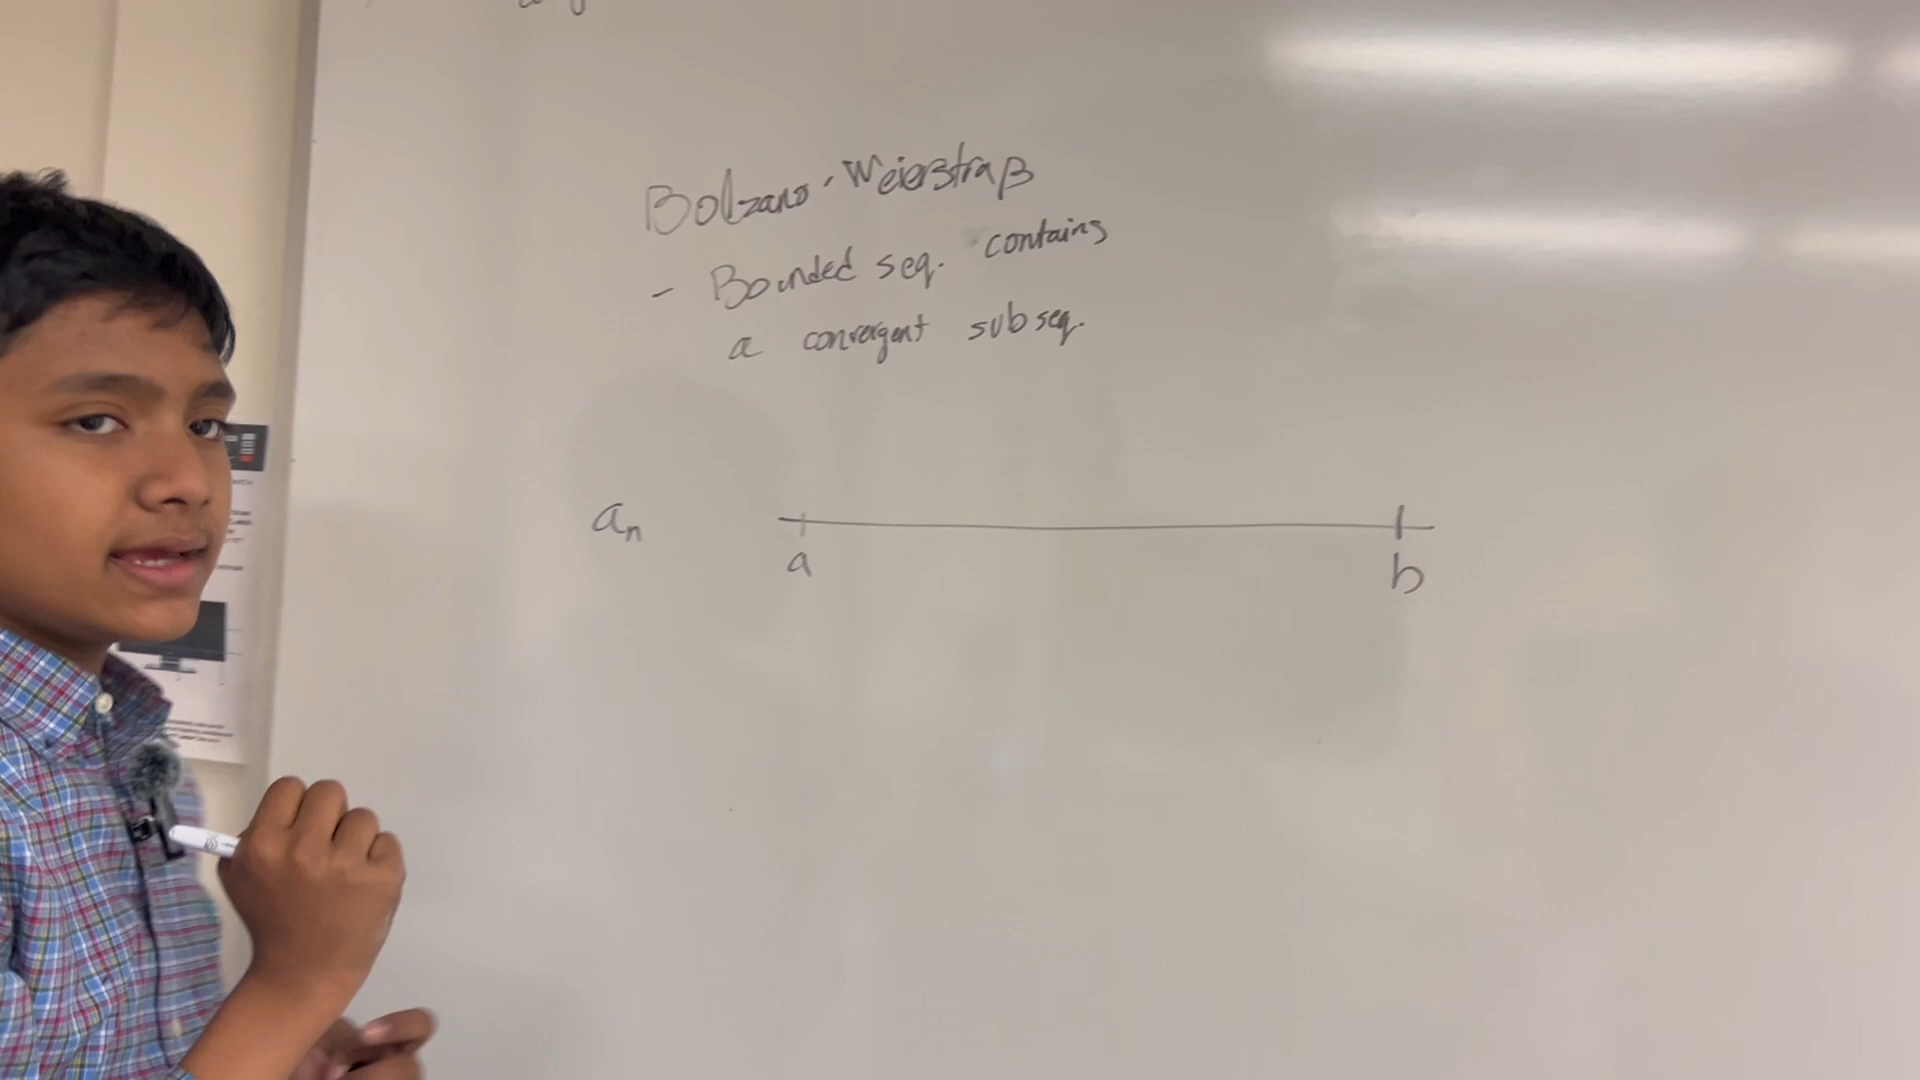 Bolzano-Weierstraß
- Bounded seq. contains
a convergent subseq.
aₙ
a b